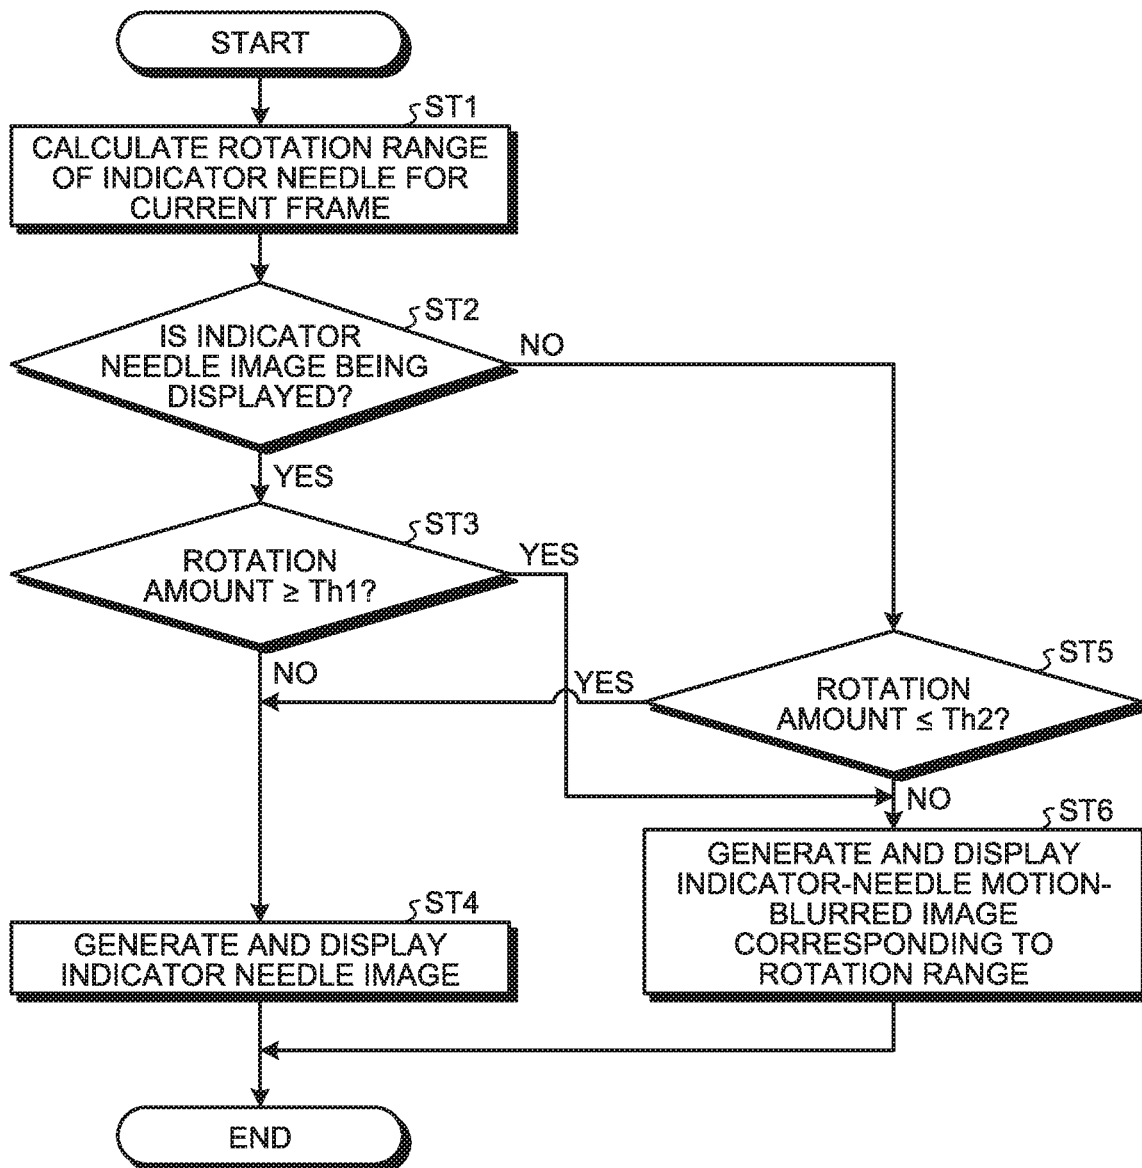 START
ST1
CALCULATE ROTATION RANGE
OF INDICATOR NEEDLE FOR
CURRENT FRAME
ST2
IS INDICATOR
NEEDLE IMAGE BEING
DISPLAYED?
NO
YES
ST3
ROTATION
AMOUNT ≥ Th1?
YES
NO
ST5
ROTATION
AMOUNT ≤ Th2?
YES
NO
ST6
GENERATE AND DISPLAY
INDICATOR-NEEDLE MOTION-
BLURRED IMAGE
CORRESPONDING TO
ROTATION RANGE
ST4
GENERATE AND DISPLAY
INDICATOR NEEDLE IMAGE
END